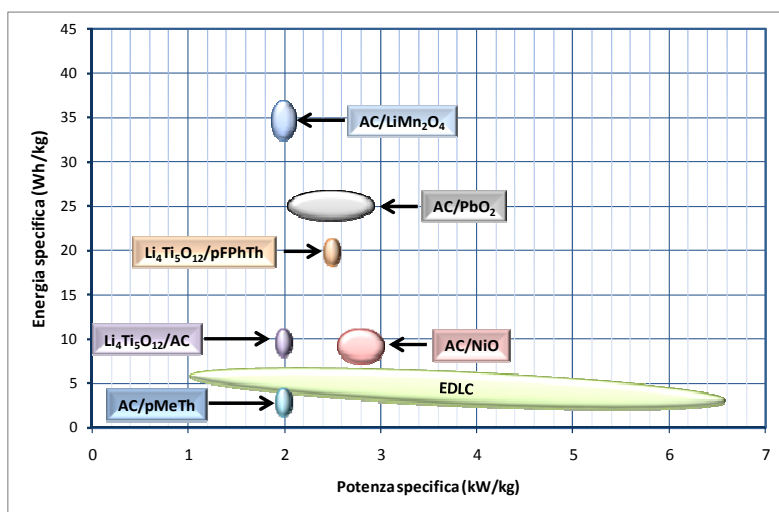 45
40
35
30
25
20
15
10
5
0
Energia specifica (Wh/kg)
AC/LiMn₂O₄
AC/PbO₂
Li₄Ti₅O₁₂/pFPhTh
Li₄Ti₅O₁₂/AC
AC/NiO
EDLC
AC/pMeTh
0 1 2 3 4 5 6 7
Potenza specifica (kW/kg)